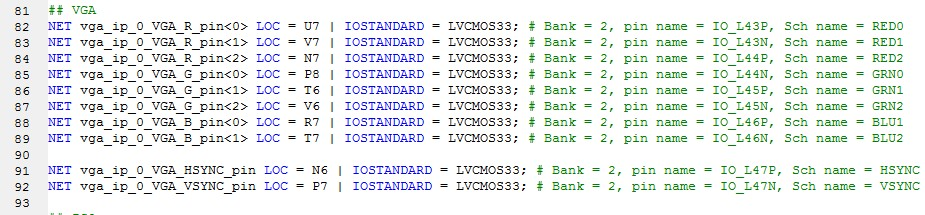 81 ## VGA
82 NET vga_ip_0_VGA_R_pin<0> LOC = U7 | IOSTANDARD = LVCMOS33; # Bank = 2, pin name = IO_L43P, Sch name = RED0
83 NET vga_ip_0_VGA_R_pin<1> LOC = V7 | IOSTANDARD = LVCMOS33; # Bank = 2, pin name = IO_L43N, Sch name = RED1
84 NET vga_ip_0_VGA_R_pin<2> LOC = N7 | IOSTANDARD = LVCMOS33; # Bank = 2, pin name = IO_L44P, Sch name = RED2
85 NET vga_ip_0_VGA_G_pin<0> LOC = P8 | IOSTANDARD = LVCMOS33; # Bank = 2, pin name = IO_L44N, Sch name = GRN0
86 NET vga_ip_0_VGA_G_pin<1> LOC = T6 | IOSTANDARD = LVCMOS33; # Bank = 2, pin name = IO_L45P, Sch name = GRN1
87 NET vga_ip_0_VGA_G_pin<2> LOC = V6 | IOSTANDARD = LVCMOS33; # Bank = 2, pin name = IO_L45N, Sch name = GRN2
88 NET vga_ip_0_VGA_B_pin<0> LOC = R7 | IOSTANDARD = LVCMOS33; # Bank = 2, pin name = IO_L46P, Sch name = BLU1
89 NET vga_ip_0_VGA_B_pin<1> LOC = T7 | IOSTANDARD = LVCMOS33; # Bank = 2, pin name = IO_L46N, Sch name = BLU2
90
91 NET vga_ip_0_VGA_HSYNC_pin LOC = N6 | IOSTANDARD = LVCMOS33; # Bank = 2, pin name = IO_L47P, Sch name = HSYNC
92 NET vga_ip_0_VGA_VSYNC_pin LOC = P7 | IOSTANDARD = LVCMOS33; # Bank = 2, pin name = IO_L47N, Sch name = VSYNC
93